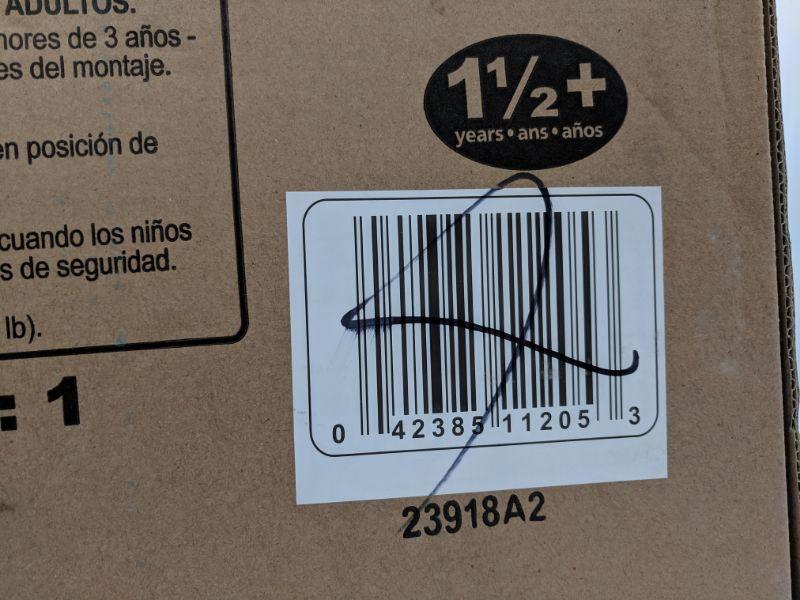 ADULTOS.
nores de 3 años -
es del montaje.
en posición de
cuando los niños
s de seguridad.
lb).
: 1
1½+
years • ans • años
0 42385 11205 3
23918A2